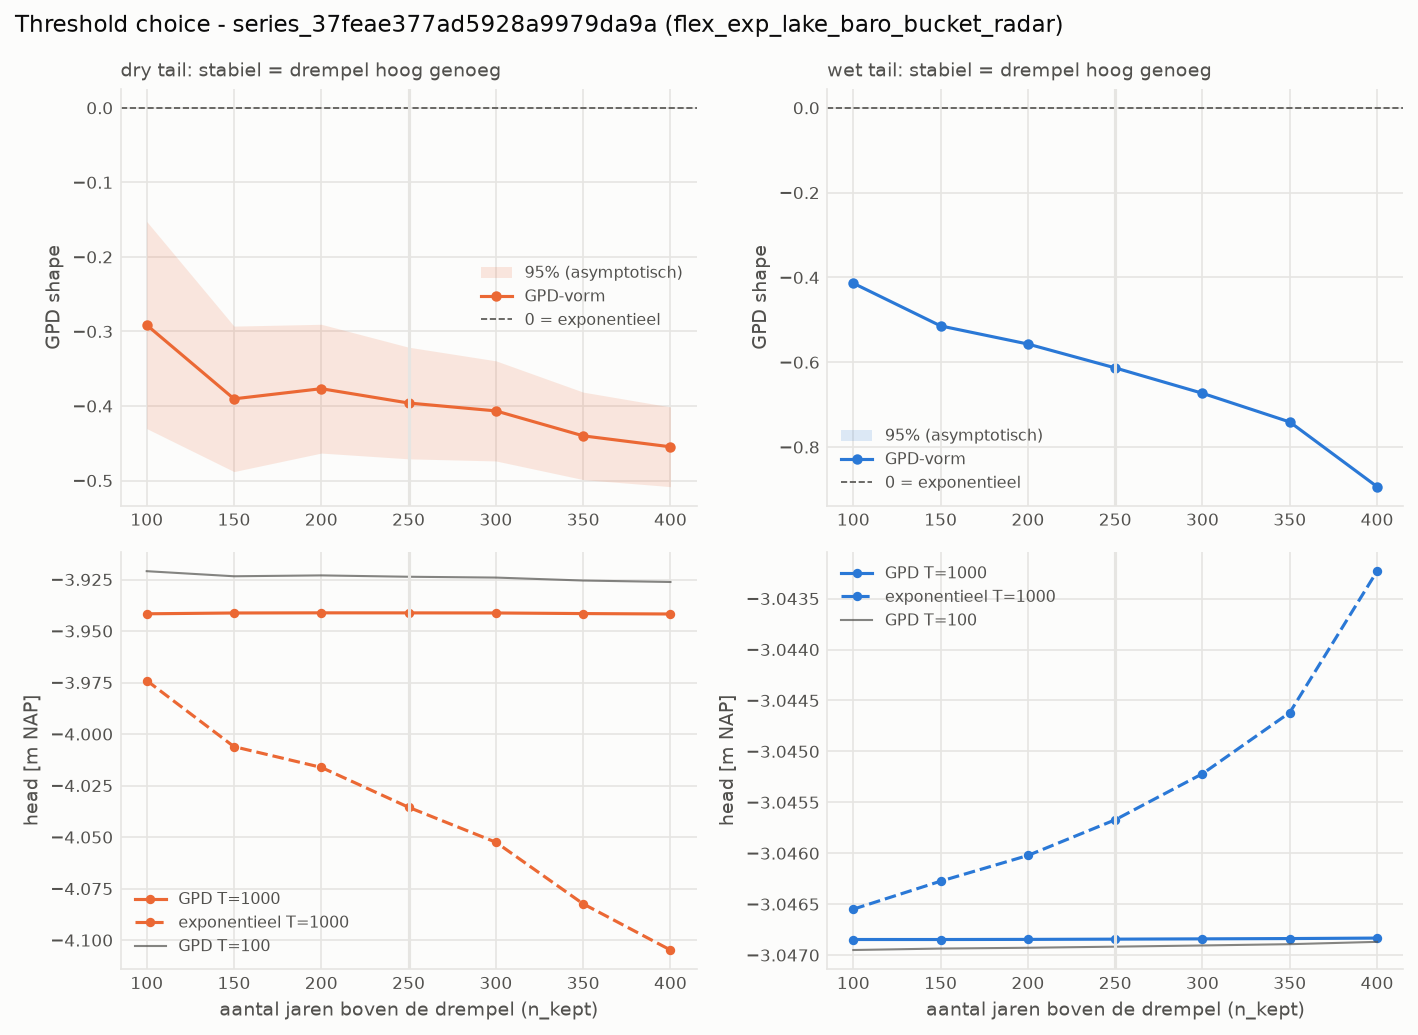 Threshold choice - series_37feae377ad5928a9979da9a (flex_exp_lake_baro_bucket_radar)
dry tail: stabiel = drempel hoog genoeg
GPD shape
0.0
−0.1
−0.2
−0.3
−0.4
−0.5
95% (asymptotisch)
GPD-vorm
0 = exponentieel
100 150 200 250 300 350 400
wet tail: stabiel = drempel hoog genoeg
GPD shape
0.0
−0.2
−0.4
−0.6
−0.8
95% (asymptotisch)
GPD-vorm
0 = exponentieel
100 150 200 250 300 350 400
head [m NAP]
−3.925
−3.950
−3.975
−4.000
−4.025
−4.050
−4.075
−4.100
GPD T=1000
exponentieel T=1000
GPD T=100
100 150 200 250 300 350 400
aantal jaren boven de drempel (n_kept)
head [m NAP]
GPD T=1000
exponentieel T=1000
GPD T=100
−3.0435
−3.0440
−3.0445
−3.0450
−3.0455
−3.0460
−3.0465
−3.0470
100 150 200 250 300 350 400
aantal jaren boven de drempel (n_kept)